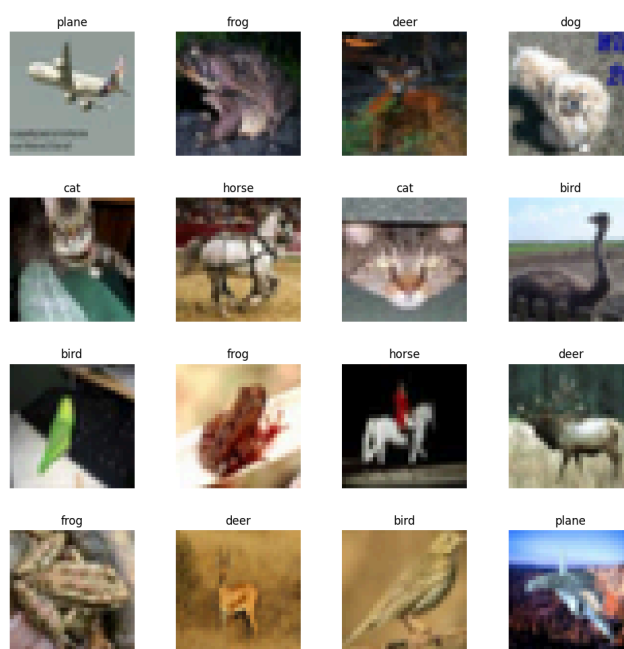 plane
frog
deer
dog
cat
horse
cat
bird
bird
frog
horse
deer
frog
deer
bird
plane